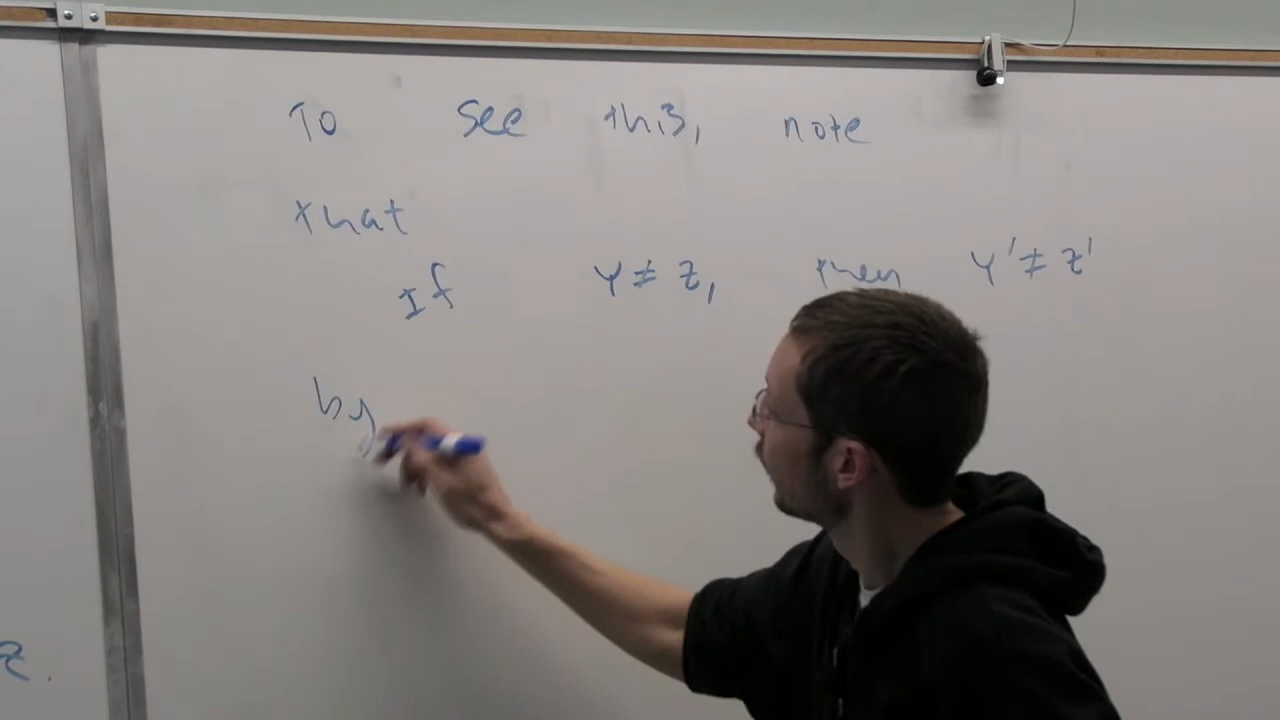 To see this, note
that
If Y ≠ z, then Y' ≠ z'
by
z.